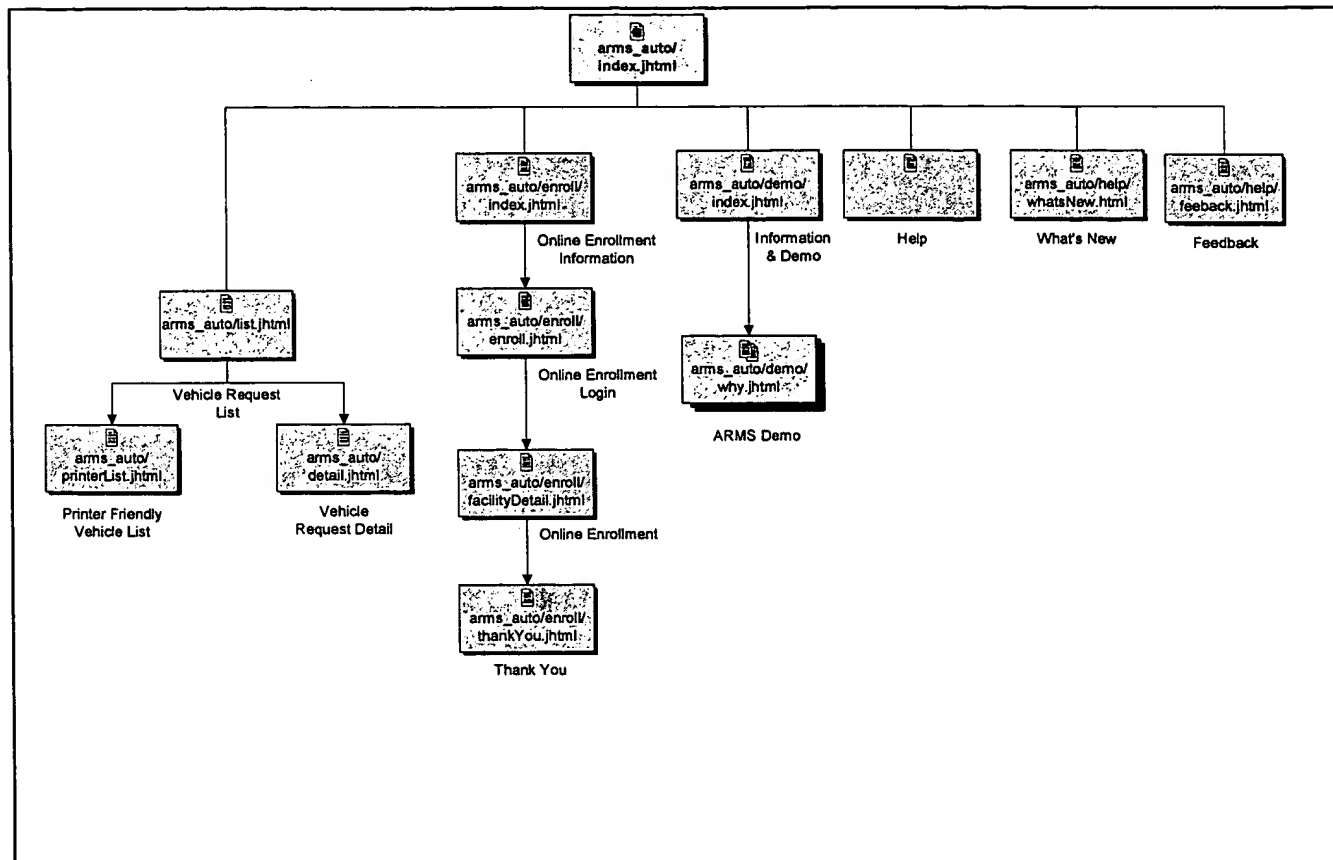 arms_auto/
index.jhtml
arms_auto/enroll/
index.jhtml
arms_auto/demo/
index.jhtml
arms_auto/help/
whatsNew.html
arms_auto/help/
feeback.jhtml
Online Enrollment
Information
Information
& Demo
Help
What's New
Feedback
arms_auto/list.jhtml
arms_auto/enroll/
enroll.jhtml
arms_auto/demo/
why.jhtml
Vehicle Request
List
Online Enrollment
Login
ARMS Demo
arms_auto/
printerList.jhtml
arms_auto/
detail.jhtml
arms_auto/enroll/
facilityDetail.jhtml
Printer Friendly
Vehicle List
Vehicle
Request Detail
Online Enrollment
arms_auto/enroll/
thankYou.jhtml
Thank You